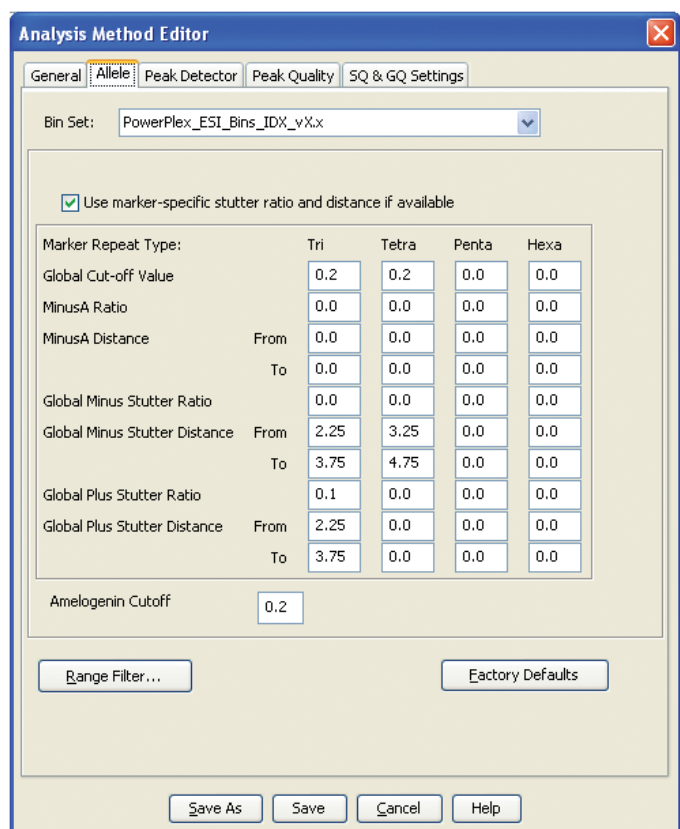 Analysis Method Editor
General Allele Peak Detector Peak Quality SQ & GQ Settings
Bin Set: PowerPlex_ESI_Bins_IDX_vX.x
Use marker-specific stutter ratio and distance if available
Marker Repeat Type: Tri Tetra Penta Hexa
Global Cut-off Value 0.2 0.2 0.0 0.0
MinusA Ratio 0.0 0.0 0.0 0.0
MinusA Distance From 0.0 0.0 0.0 0.0
To 0.0 0.0 0.0 0.0
Global Minus Stutter Ratio 0.0 0.0 0.0 0.0
Global Minus Stutter Distance From 2.25 3.25 0.0 0.0
To 3.75 4.75 0.0 0.0
Global Plus Stutter Ratio 0.1 0.0 0.0 0.0
Global Plus Stutter Distance From 2.25 0.0 0.0 0.0
To 3.75 0.0 0.0 0.0
Amelogenin Cutoff 0.2
Range Filter... Factory Defaults
Save As Save Cancel Help